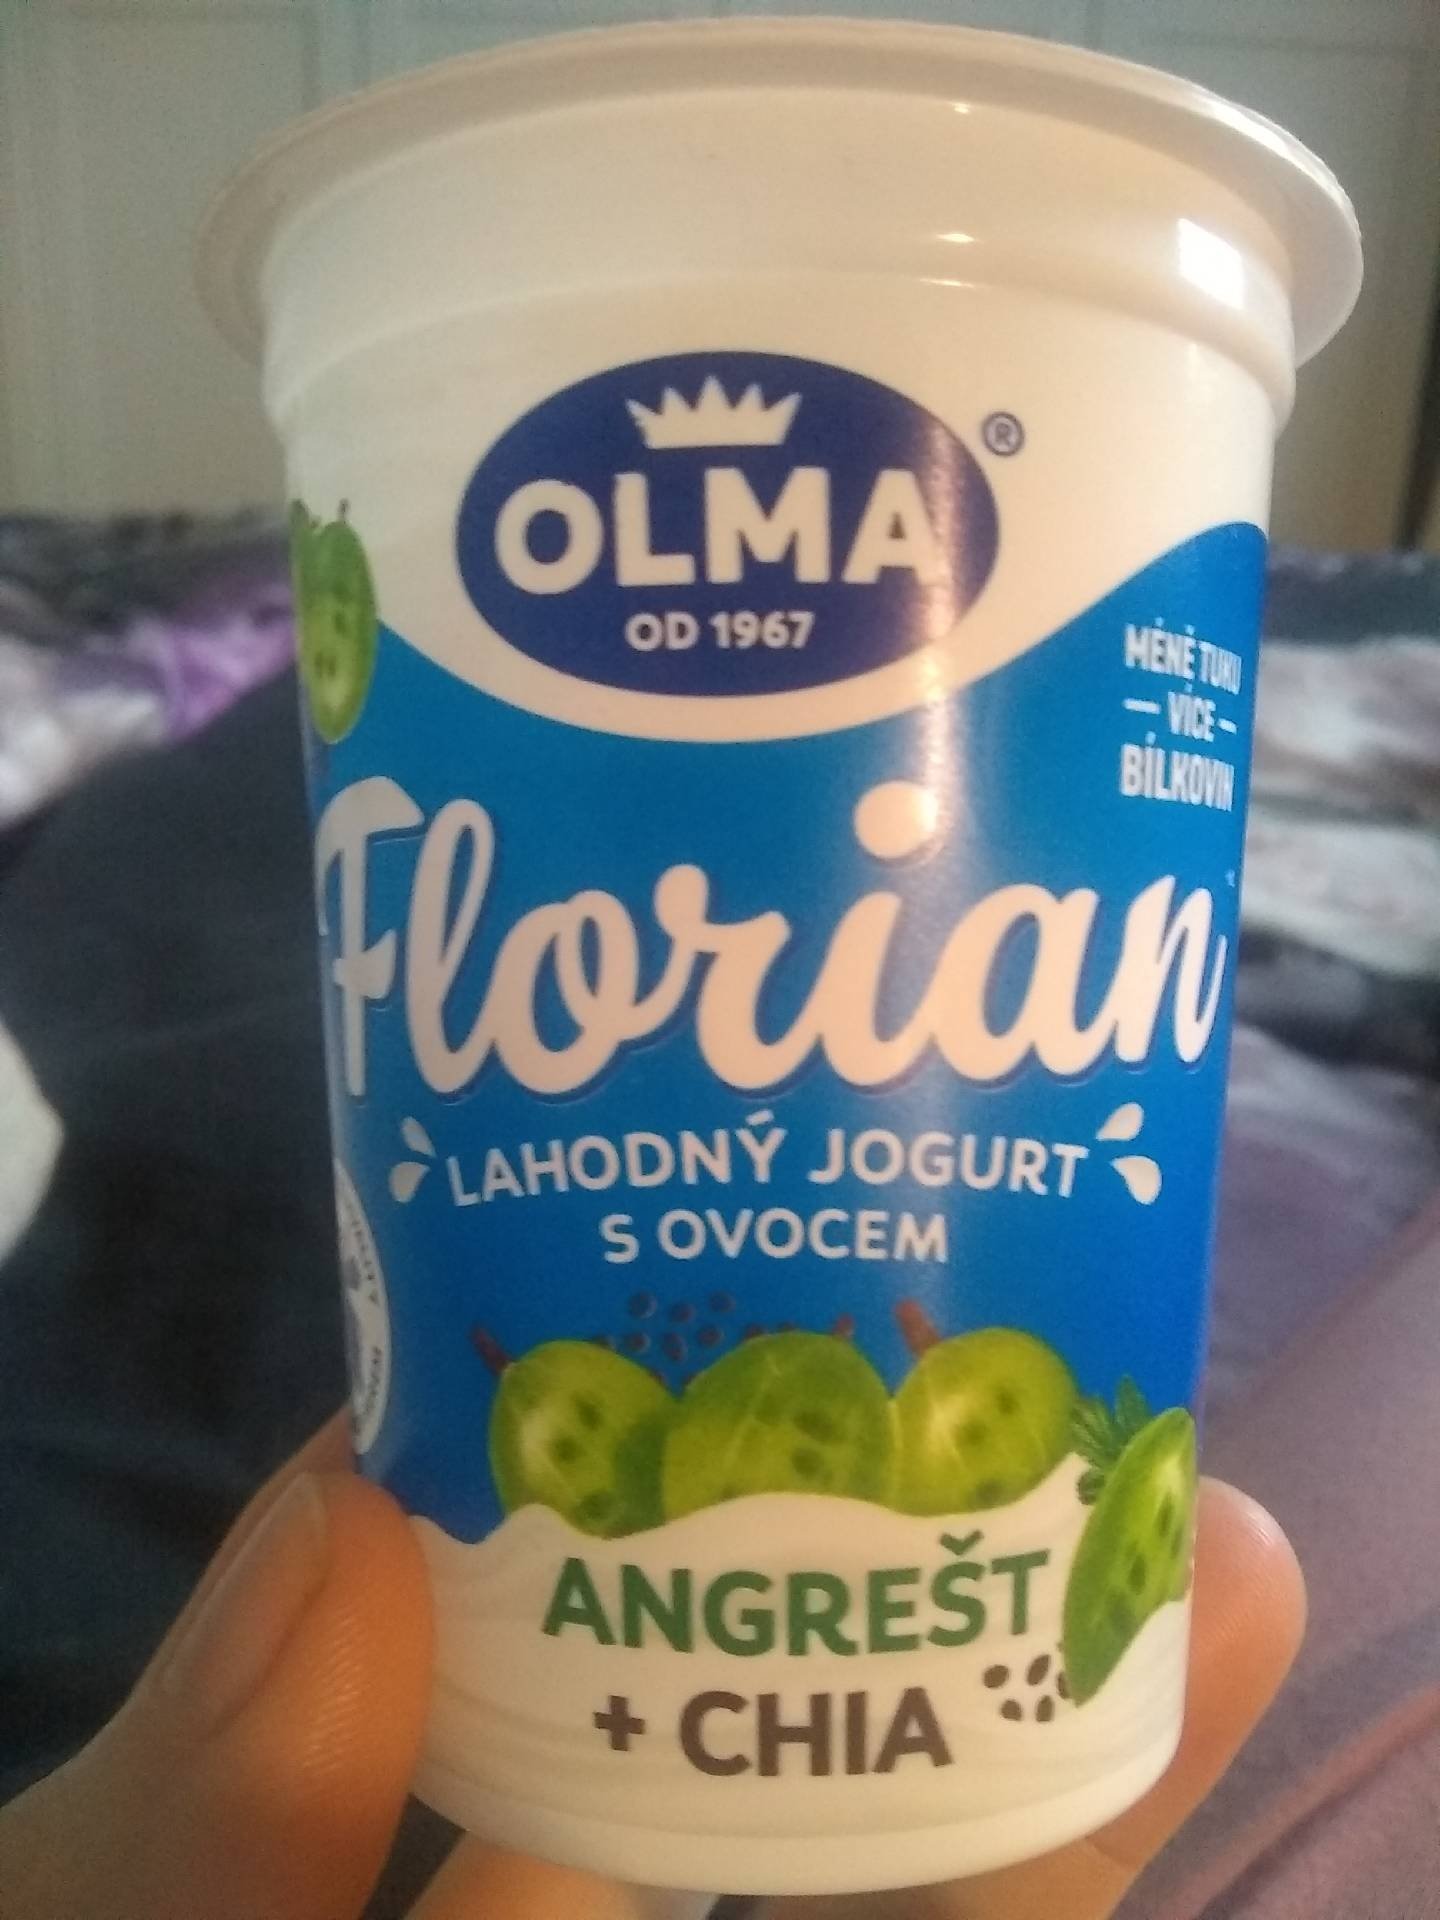 OLMA
®
OD 1967
MÉNĚ TUKU
VÍCE
BÍLKOVIN
Florian
LAHODNÝ JOGURT
S OVOCEM
ANGREŠT
+ CHIA